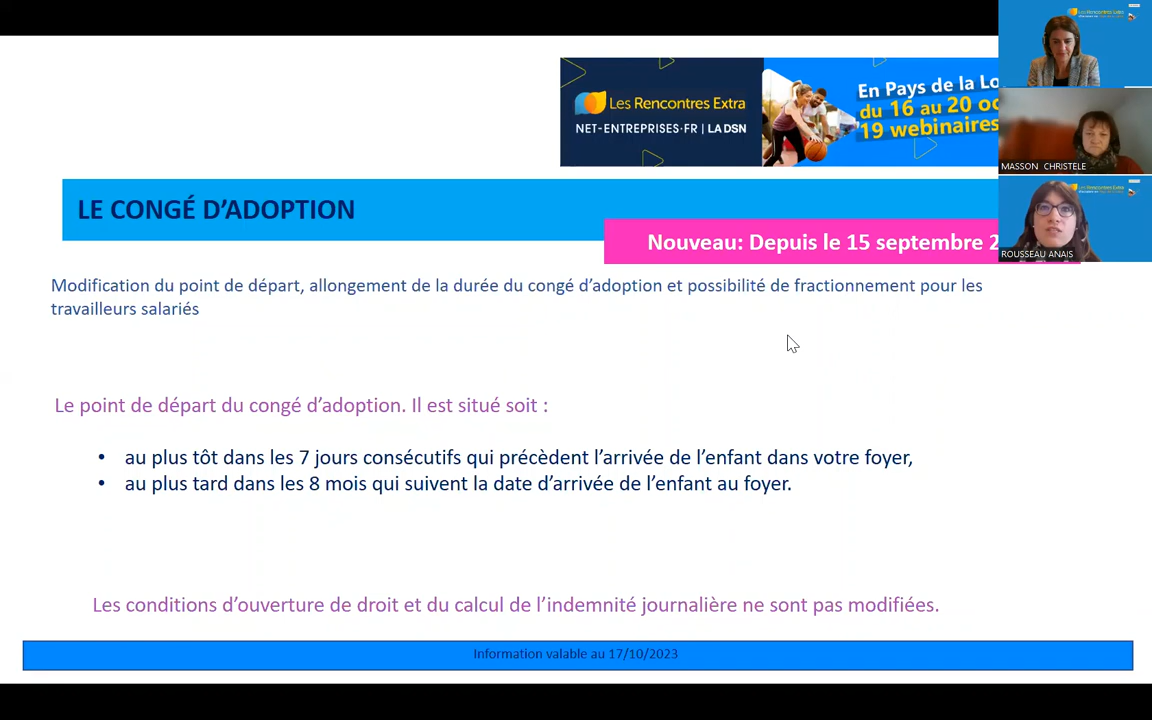 Les Rencontres Extra
NET-ENTREPRISES·FR | LA DSN
En Pays de la Lo
du 16 au 20 oc
19 webinaires
MASSON CHRISTELE
ROUSSEAU ANAIS
LE CONGÉ D'ADOPTION
Nouveau: Depuis le 15 septembre 2
Modification du point de départ, allongement de la durée du congé d'adoption et possibilité de fractionnement pour les
travailleurs salariés
Le point de départ du congé d'adoption. Il est situé soit :
• au plus tôt dans les 7 jours consécutifs qui précèdent l'arrivée de l'enfant dans votre foyer,
• au plus tard dans les 8 mois qui suivent la date d'arrivée de l'enfant au foyer.
Les conditions d'ouverture de droit et du calcul de l'indemnité journalière ne sont pas modifiées.
Information valable au 17/10/2023